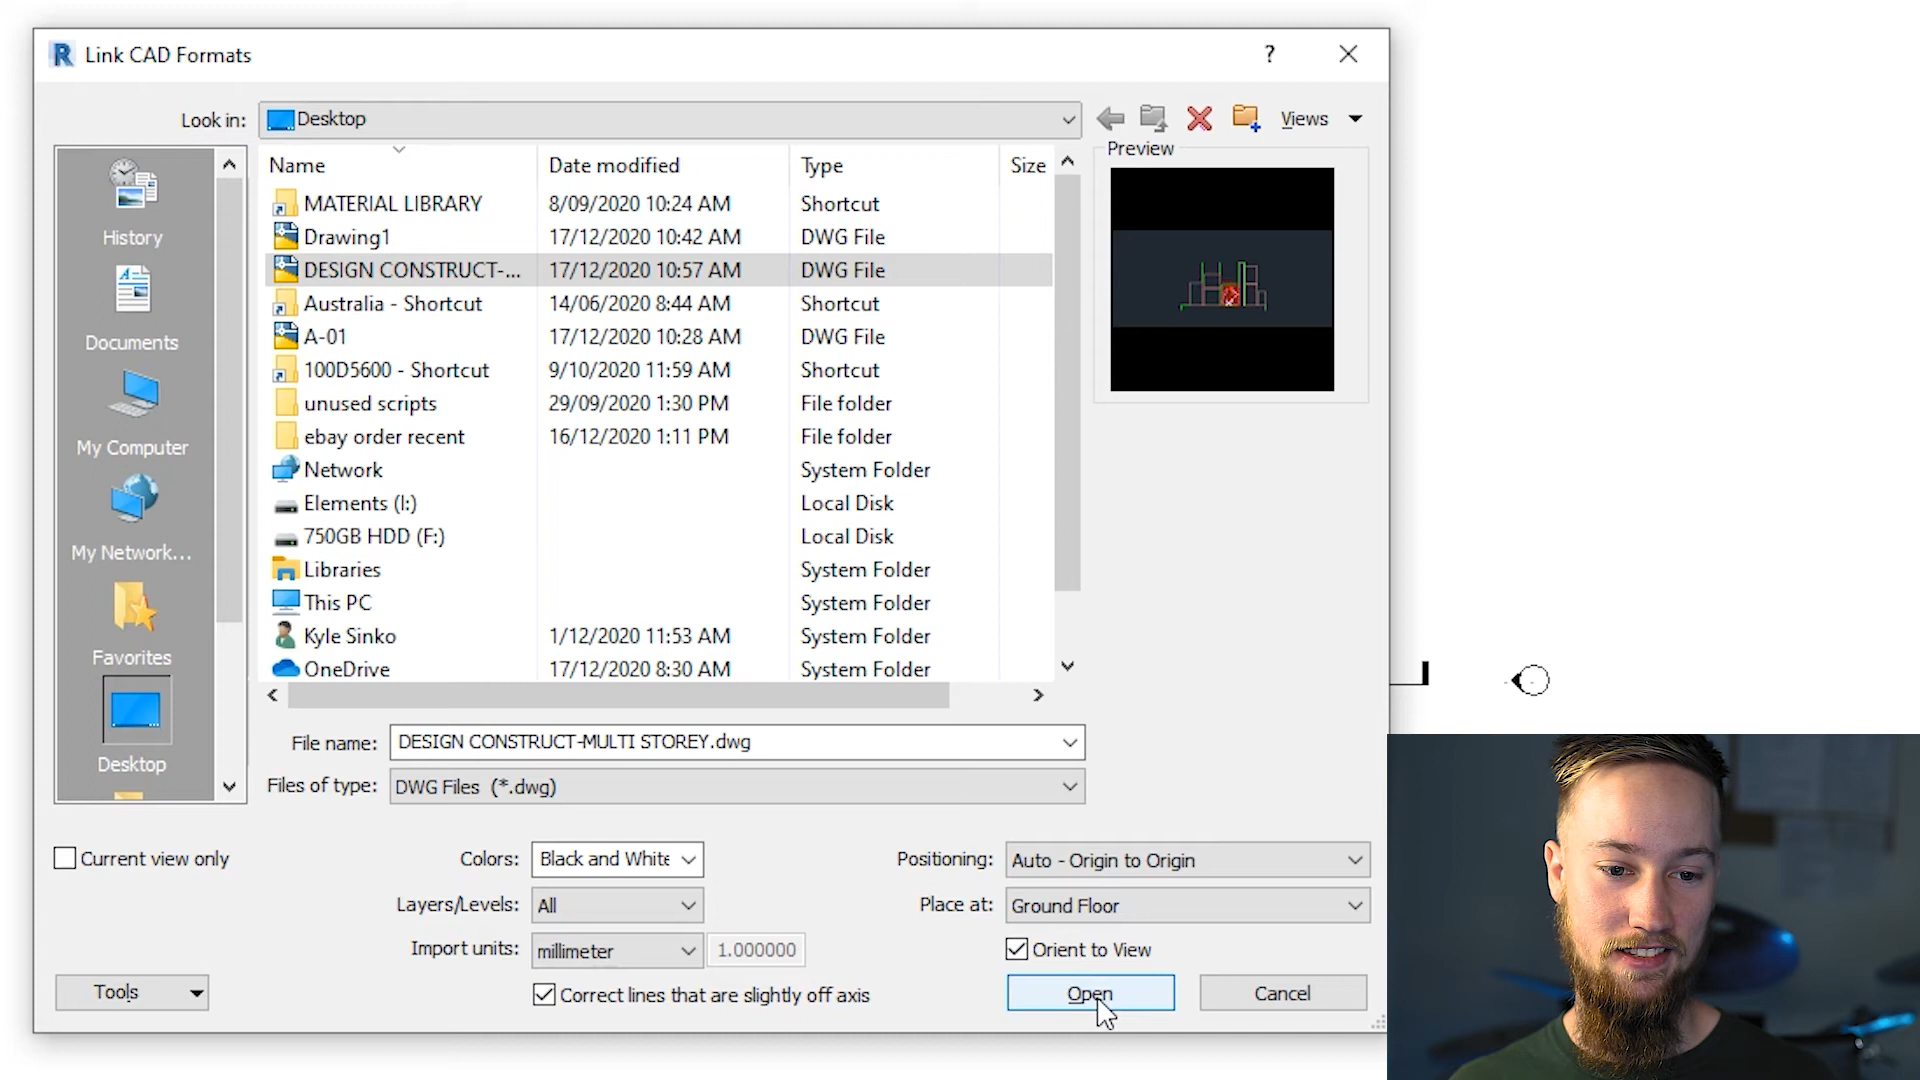 Link CAD Formats
?
Look in: Desktop
Views
Preview
History
Documents
My Computer
My Network...
Favorites
Desktop
Name Date modified Type Size
MATERIAL LIBRARY 8/09/2020 10:24 AM Shortcut
Drawing1 17/12/2020 10:42 AM DWG File
DESIGN CONSTRUCT-... 17/12/2020 10:57 AM DWG File
Australia - Shortcut 14/06/2020 8:44 AM Shortcut
A-01 17/12/2020 10:28 AM DWG File
100D5600 - Shortcut 9/10/2020 11:59 AM Shortcut
unused scripts 29/09/2020 1:30 PM File folder
ebay order recent 16/12/2020 1:11 PM File folder
Network System Folder
Elements (I:) Local Disk
750GB HDD (F:) Local Disk
Libraries System Folder
This PC System Folder
Kyle Sinko 1/12/2020 11:53 AM System Folder
OneDrive 17/12/2020 8:30 AM System Folder
File name: DESIGN CONSTRUCT-MULTI STOREY.dwg
Files of type: DWG Files (*.dwg)
Current view only
Colors: Black and White
Layers/Levels: All
Import units: millimeter 1.000000
Correct lines that are slightly off axis
Positioning: Auto - Origin to Origin
Place at: Ground Floor
Orient to View
Tools
Open
Cancel